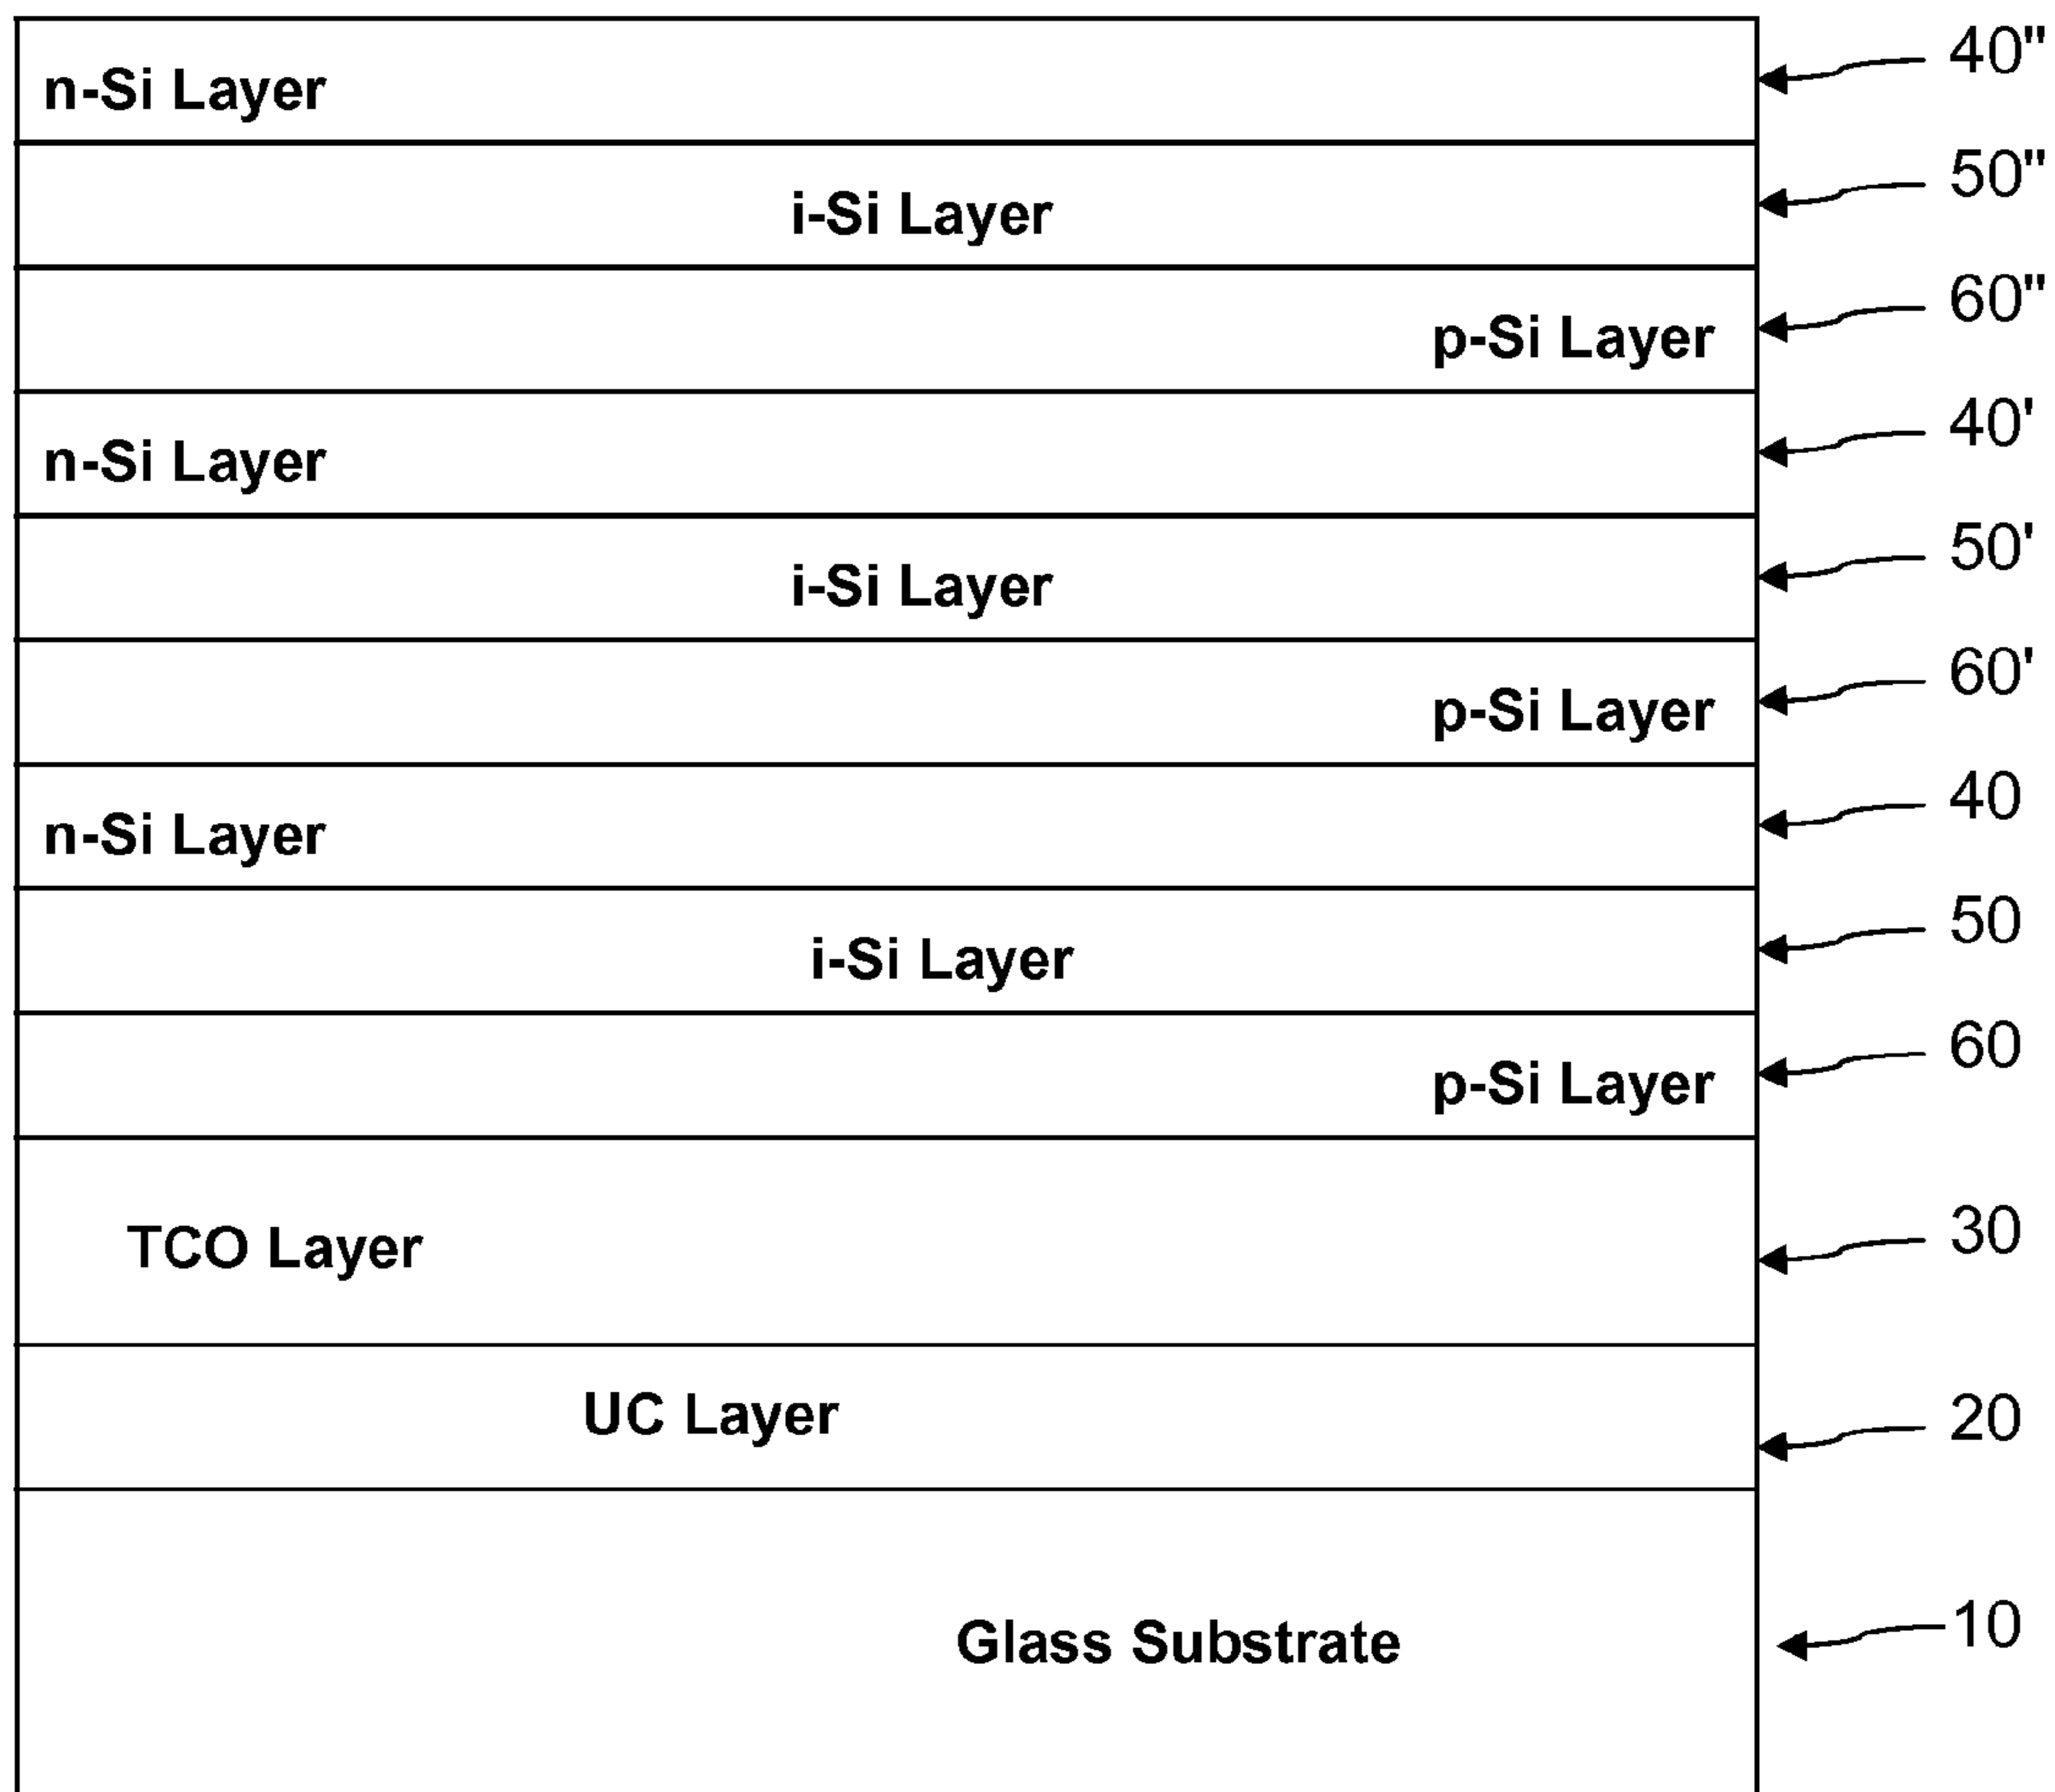 n-Si Layer 40"
i-Si Layer 50"
p-Si Layer 60"
n-Si Layer 40'
i-Si Layer 50'
p-Si Layer 60'
n-Si Layer 40
i-Si Layer 50
p-Si Layer 60
TCO Layer 30
UC Layer 20
Glass Substrate 10